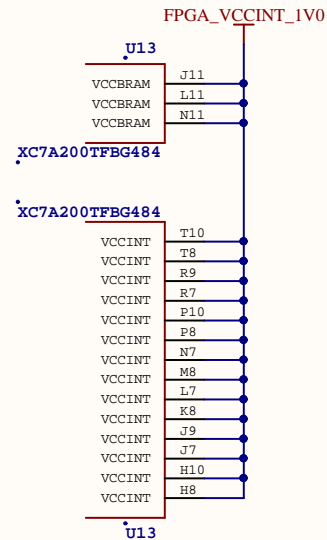 FPGA_VCCINT_1V0
U13
VCCBRAM J11
VCCBRAM L11
VCCBRAM N11
XC7A200TFBG484
XC7A200TFBG484
VCCINT T10
VCCINT T8
VCCINT R9
VCCINT R7
VCCINT P10
VCCINT P8
VCCINT N7
VCCINT M8
VCCINT L7
VCCINT K8
VCCINT J9
VCCINT J7
VCCINT H10
VCCINT H8
U13